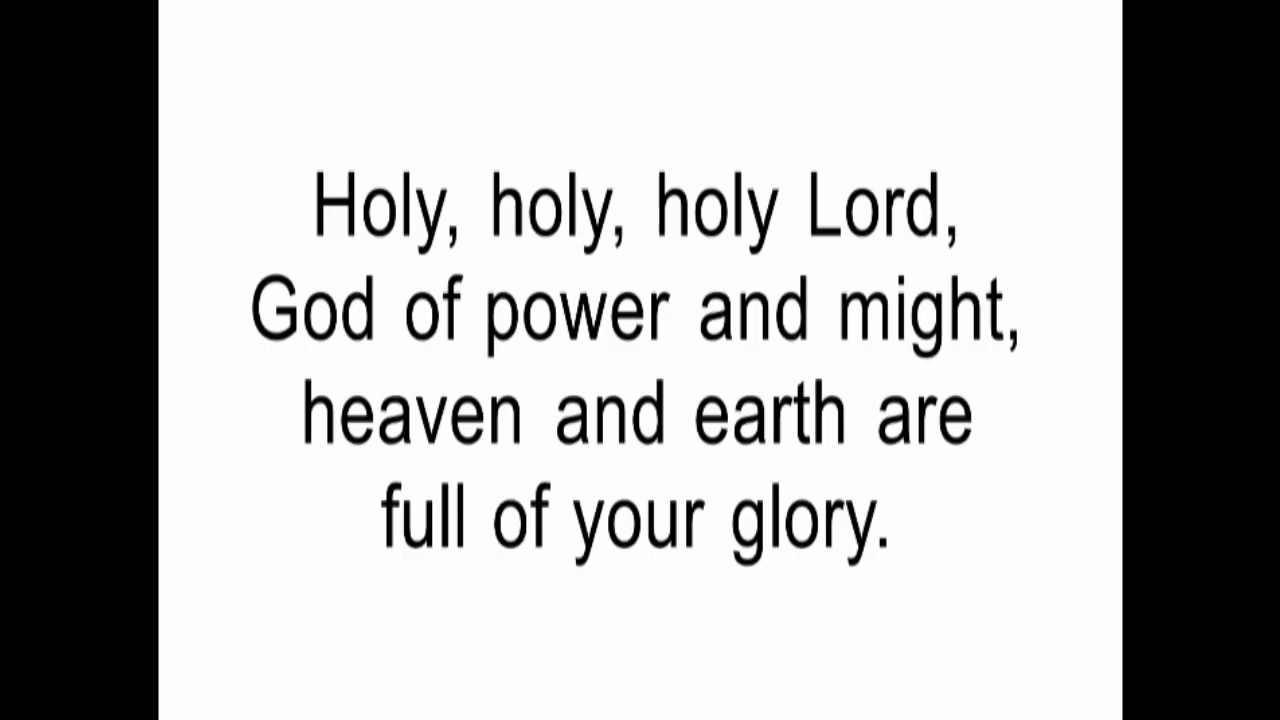 Holy, holy, holy Lord,
God of power and might,
heaven and earth are
full of your glory.